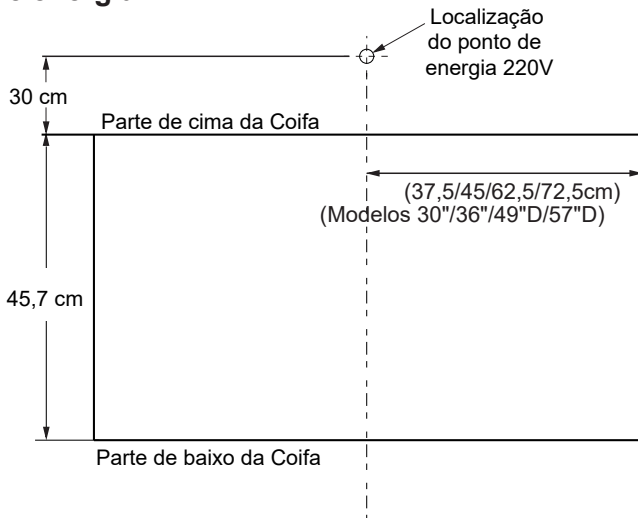 Localização
do ponto de
energia 220V
30 cm
Parte de cima da Coifa
(37,5/45/62,5/72,5cm)
(Modelos 30"/36"/49"D/57"D)
45,7 cm
Parte de baixo da Coifa